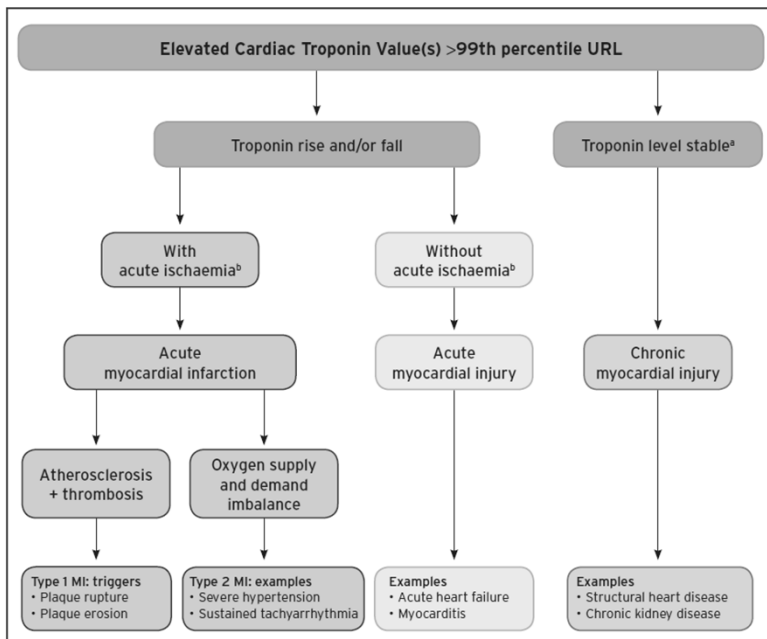 Elevated Cardiac Troponin Value(s) >99th percentile URL
Troponin rise and/or fall
Troponin level stableᵃ
With
acute ischaemiaᵇ
Without
acute ischaemiaᵇ
Acute
myocardial infarction
Acute
myocardial injury
Chronic
myocardial injury
Atherosclerosis
+ thrombosis
Oxygen supply
and demand
imbalance
Type 1 MI: triggers
• Plaque rupture
• Plaque erosion
Type 2 MI: examples
• Severe hypertension
• Sustained tachyarrhythmia
Examples
• Acute heart failure
• Myocarditis
Examples
• Structural heart disease
• Chronic kidney disease